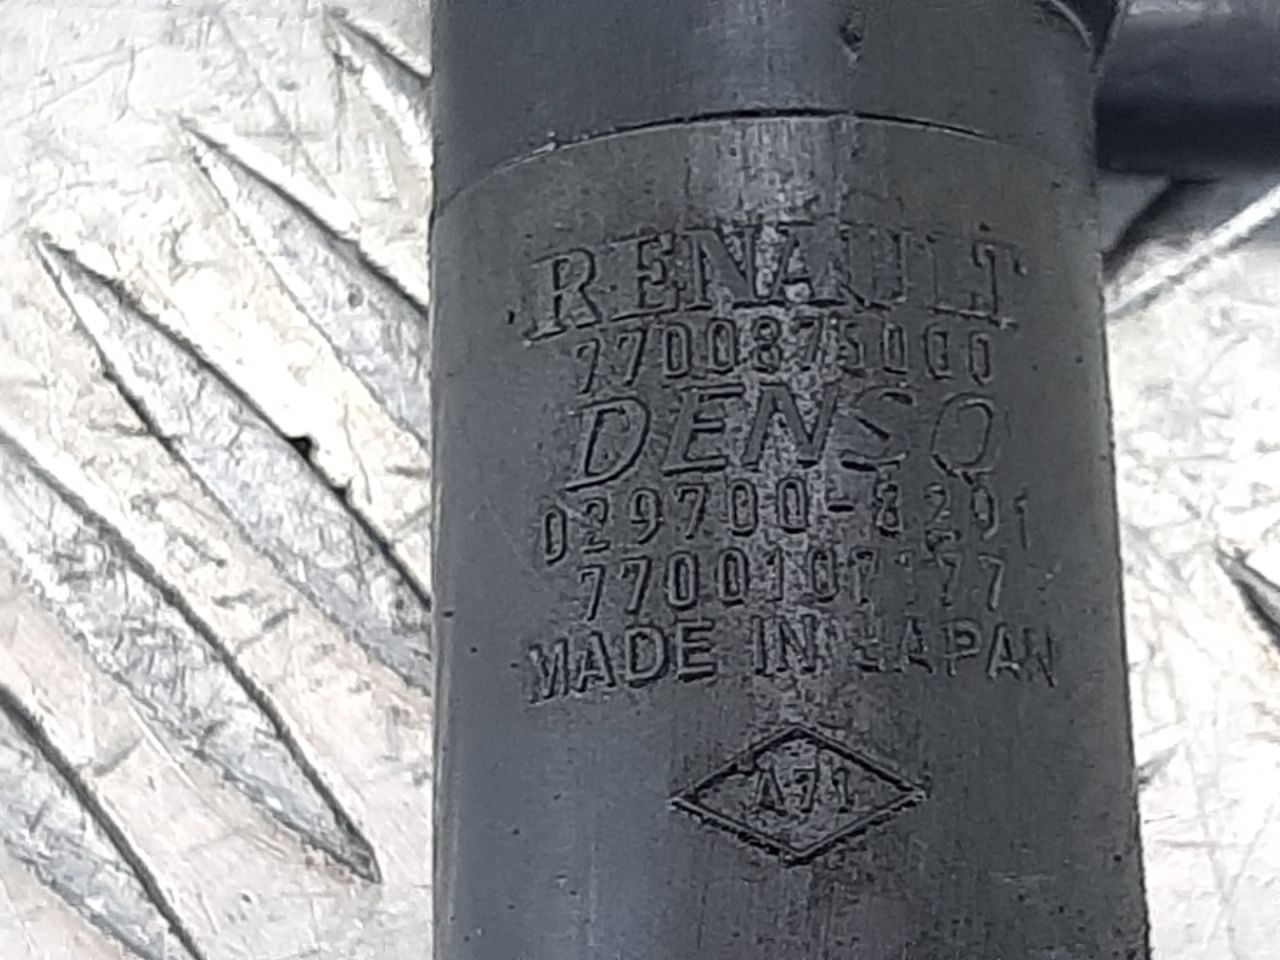 RENAULT
7700875000
DENSO
029700-8201
7700107177
MADE IN JAPAN
A71